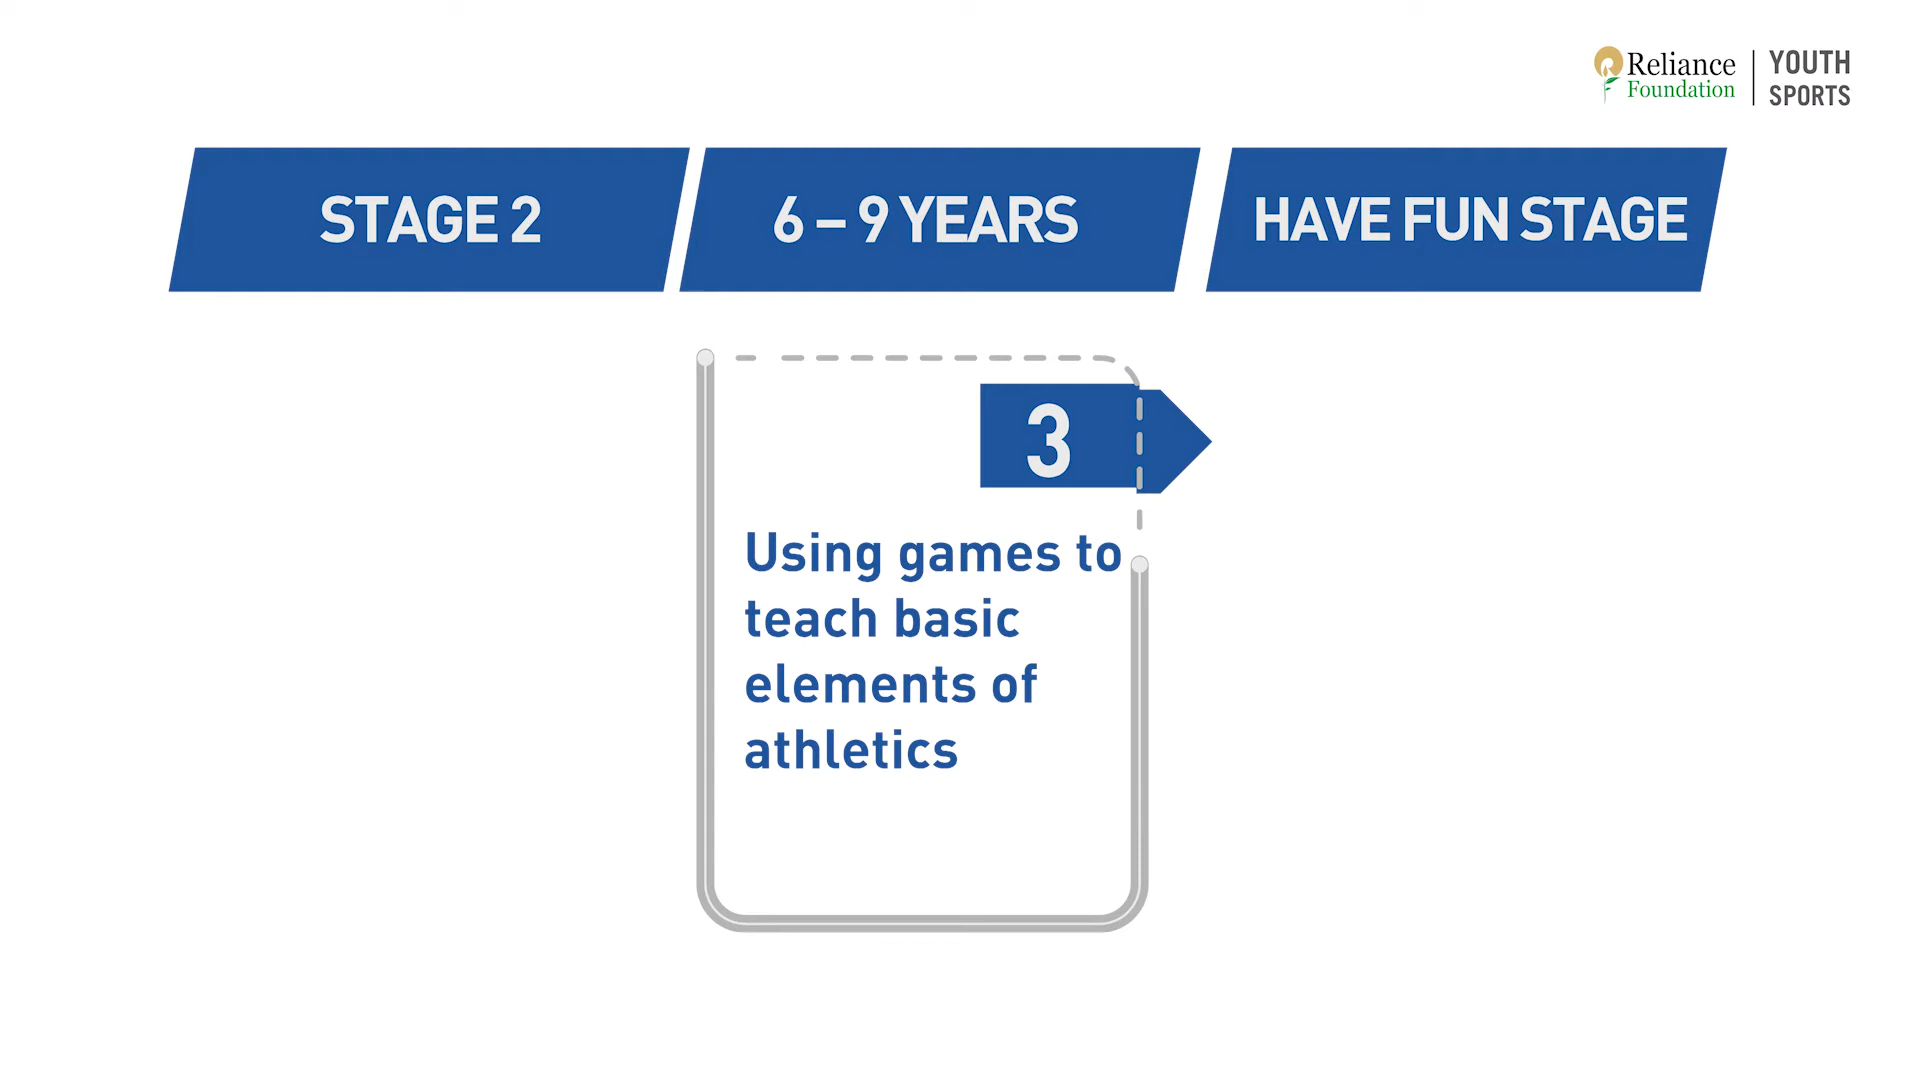 Reliance
Foundation
YOUTH
SPORTS
STAGE 2
6 – 9 YEARS
HAVE FUN STAGE
3
Using games to
teach basic
elements of
athletics